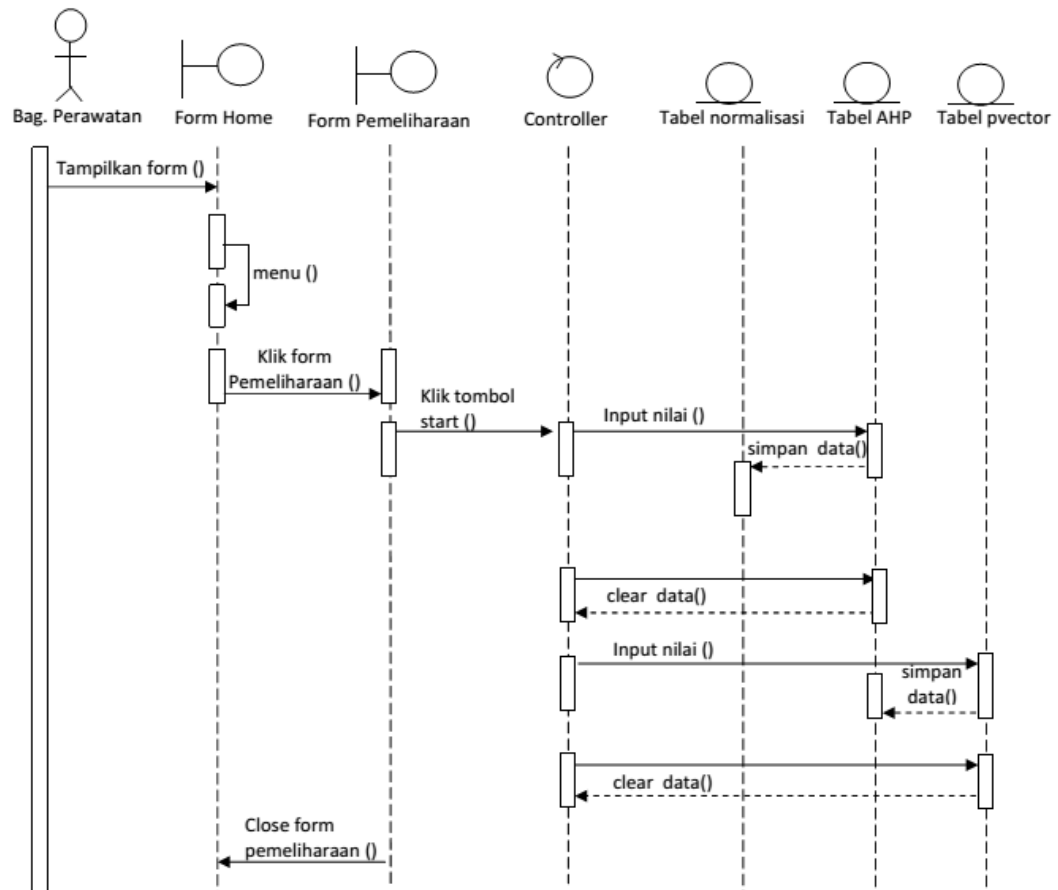 Bag. Perawatan
Form Home
Form Pemeliharaan
Controller
Tabel normalisasi
Tabel AHP
Tabel pvector
Tampilkan form ()
menu ()
Klik form
Pemeliharaan ()
Klik tombol
start ()
Input nilai ()
simpan data()
clear data()
Input nilai ()
simpan
data()
clear data()
Close form
pemeliharaan ()